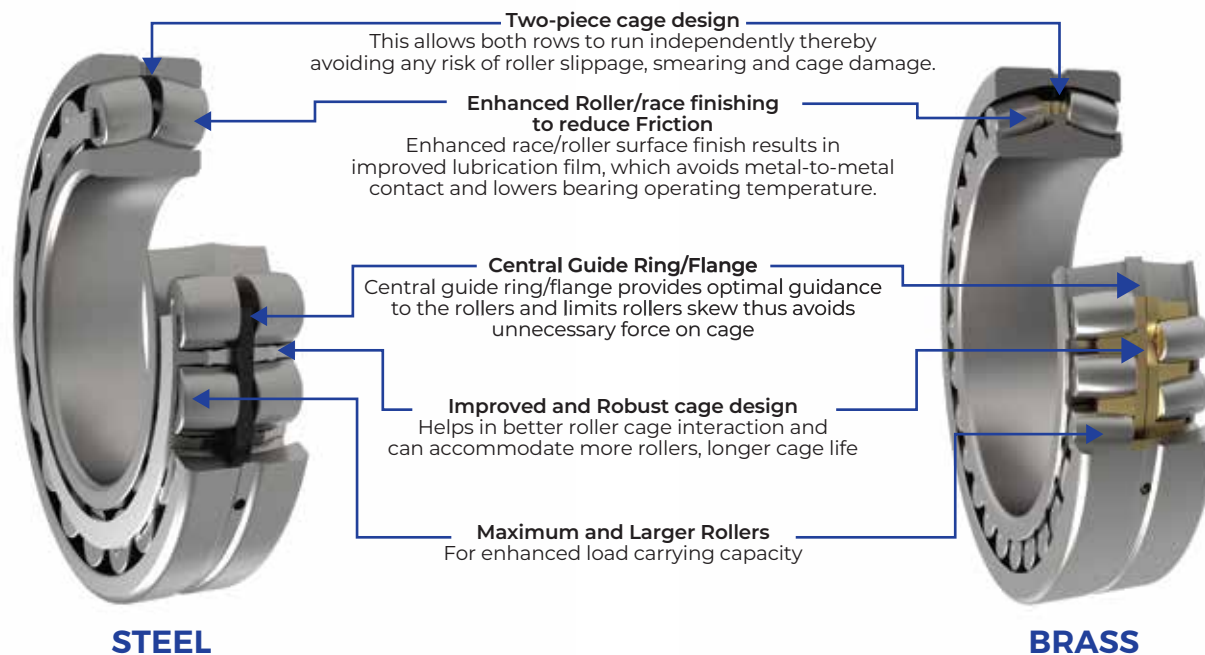 Two-piece cage design
This allows both rows to run independently thereby
avoiding any risk of roller slippage, smearing and cage damage.
Enhanced Roller/race finishing
to reduce Friction
Enhanced race/roller surface finish results in
improved lubrication film, which avoids metal-to-metal
contact and lowers bearing operating temperature.
Central Guide Ring/Flange
Central guide ring/flange provides optimal guidance
to the rollers and limits rollers skew thus avoids
unnecessary force on cage
Improved and Robust cage design
Helps in better roller cage interaction and
can accommodate more rollers, longer cage life
Maximum and Larger Rollers
For enhanced load carrying capacity
STEEL
BRASS